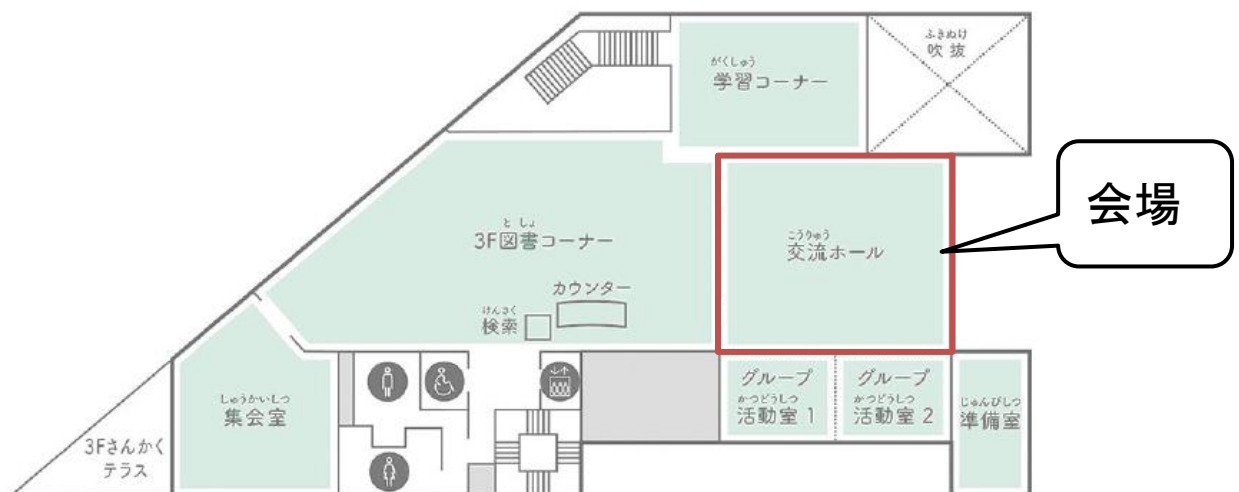 ふきぬけ
吹抜
がくしゅう
学習コーナー
会場
としょ
3F図書コーナー
こうりゅう
交流ホール
カウンター
けんさく
検索
グループ
かつどうしつ
活動室 1
グループ
かつどうしつ
活動室 2
じゅんびしつ
準備室
しゅうかいしつ
集会室
3Fさんかく
テラス